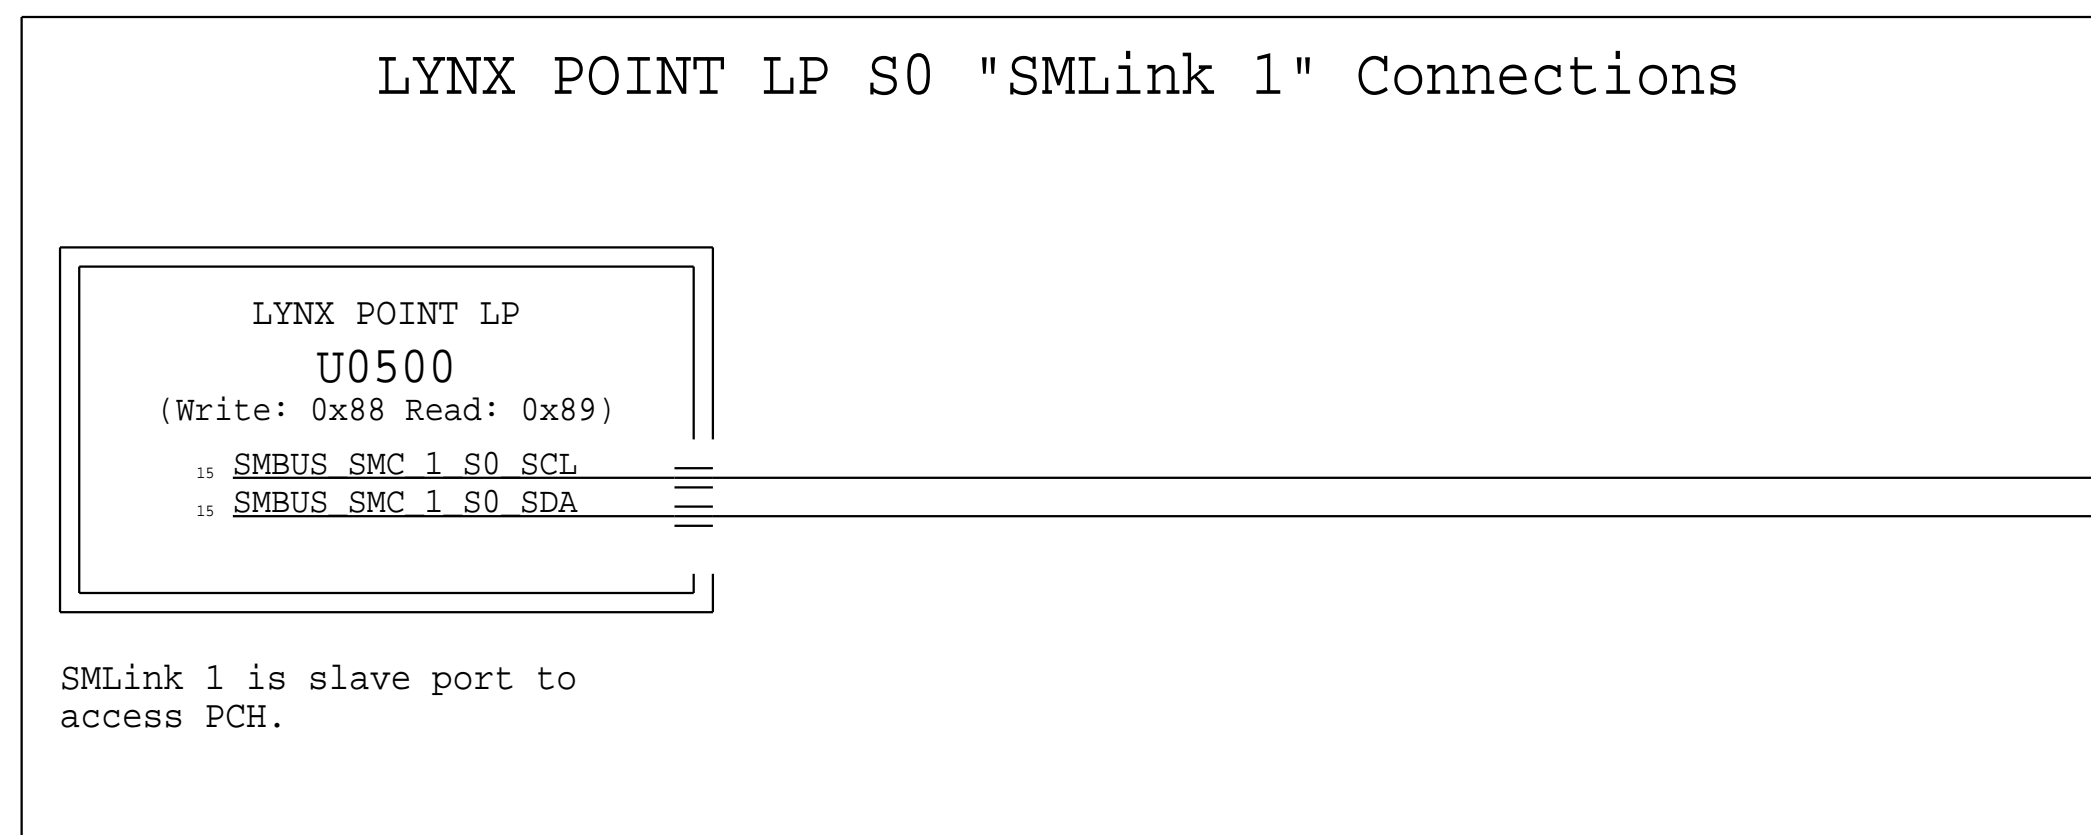 LYNX POINT LP S0 "SMLink 1" Connections
LYNX POINT LP
U0500
(Write: 0x88 Read: 0x89)
15 SMBUS_SMC_1_S0_SCL
15 SMBUS_SMC_1_S0_SDA
SMLink 1 is slave port to
access PCH.